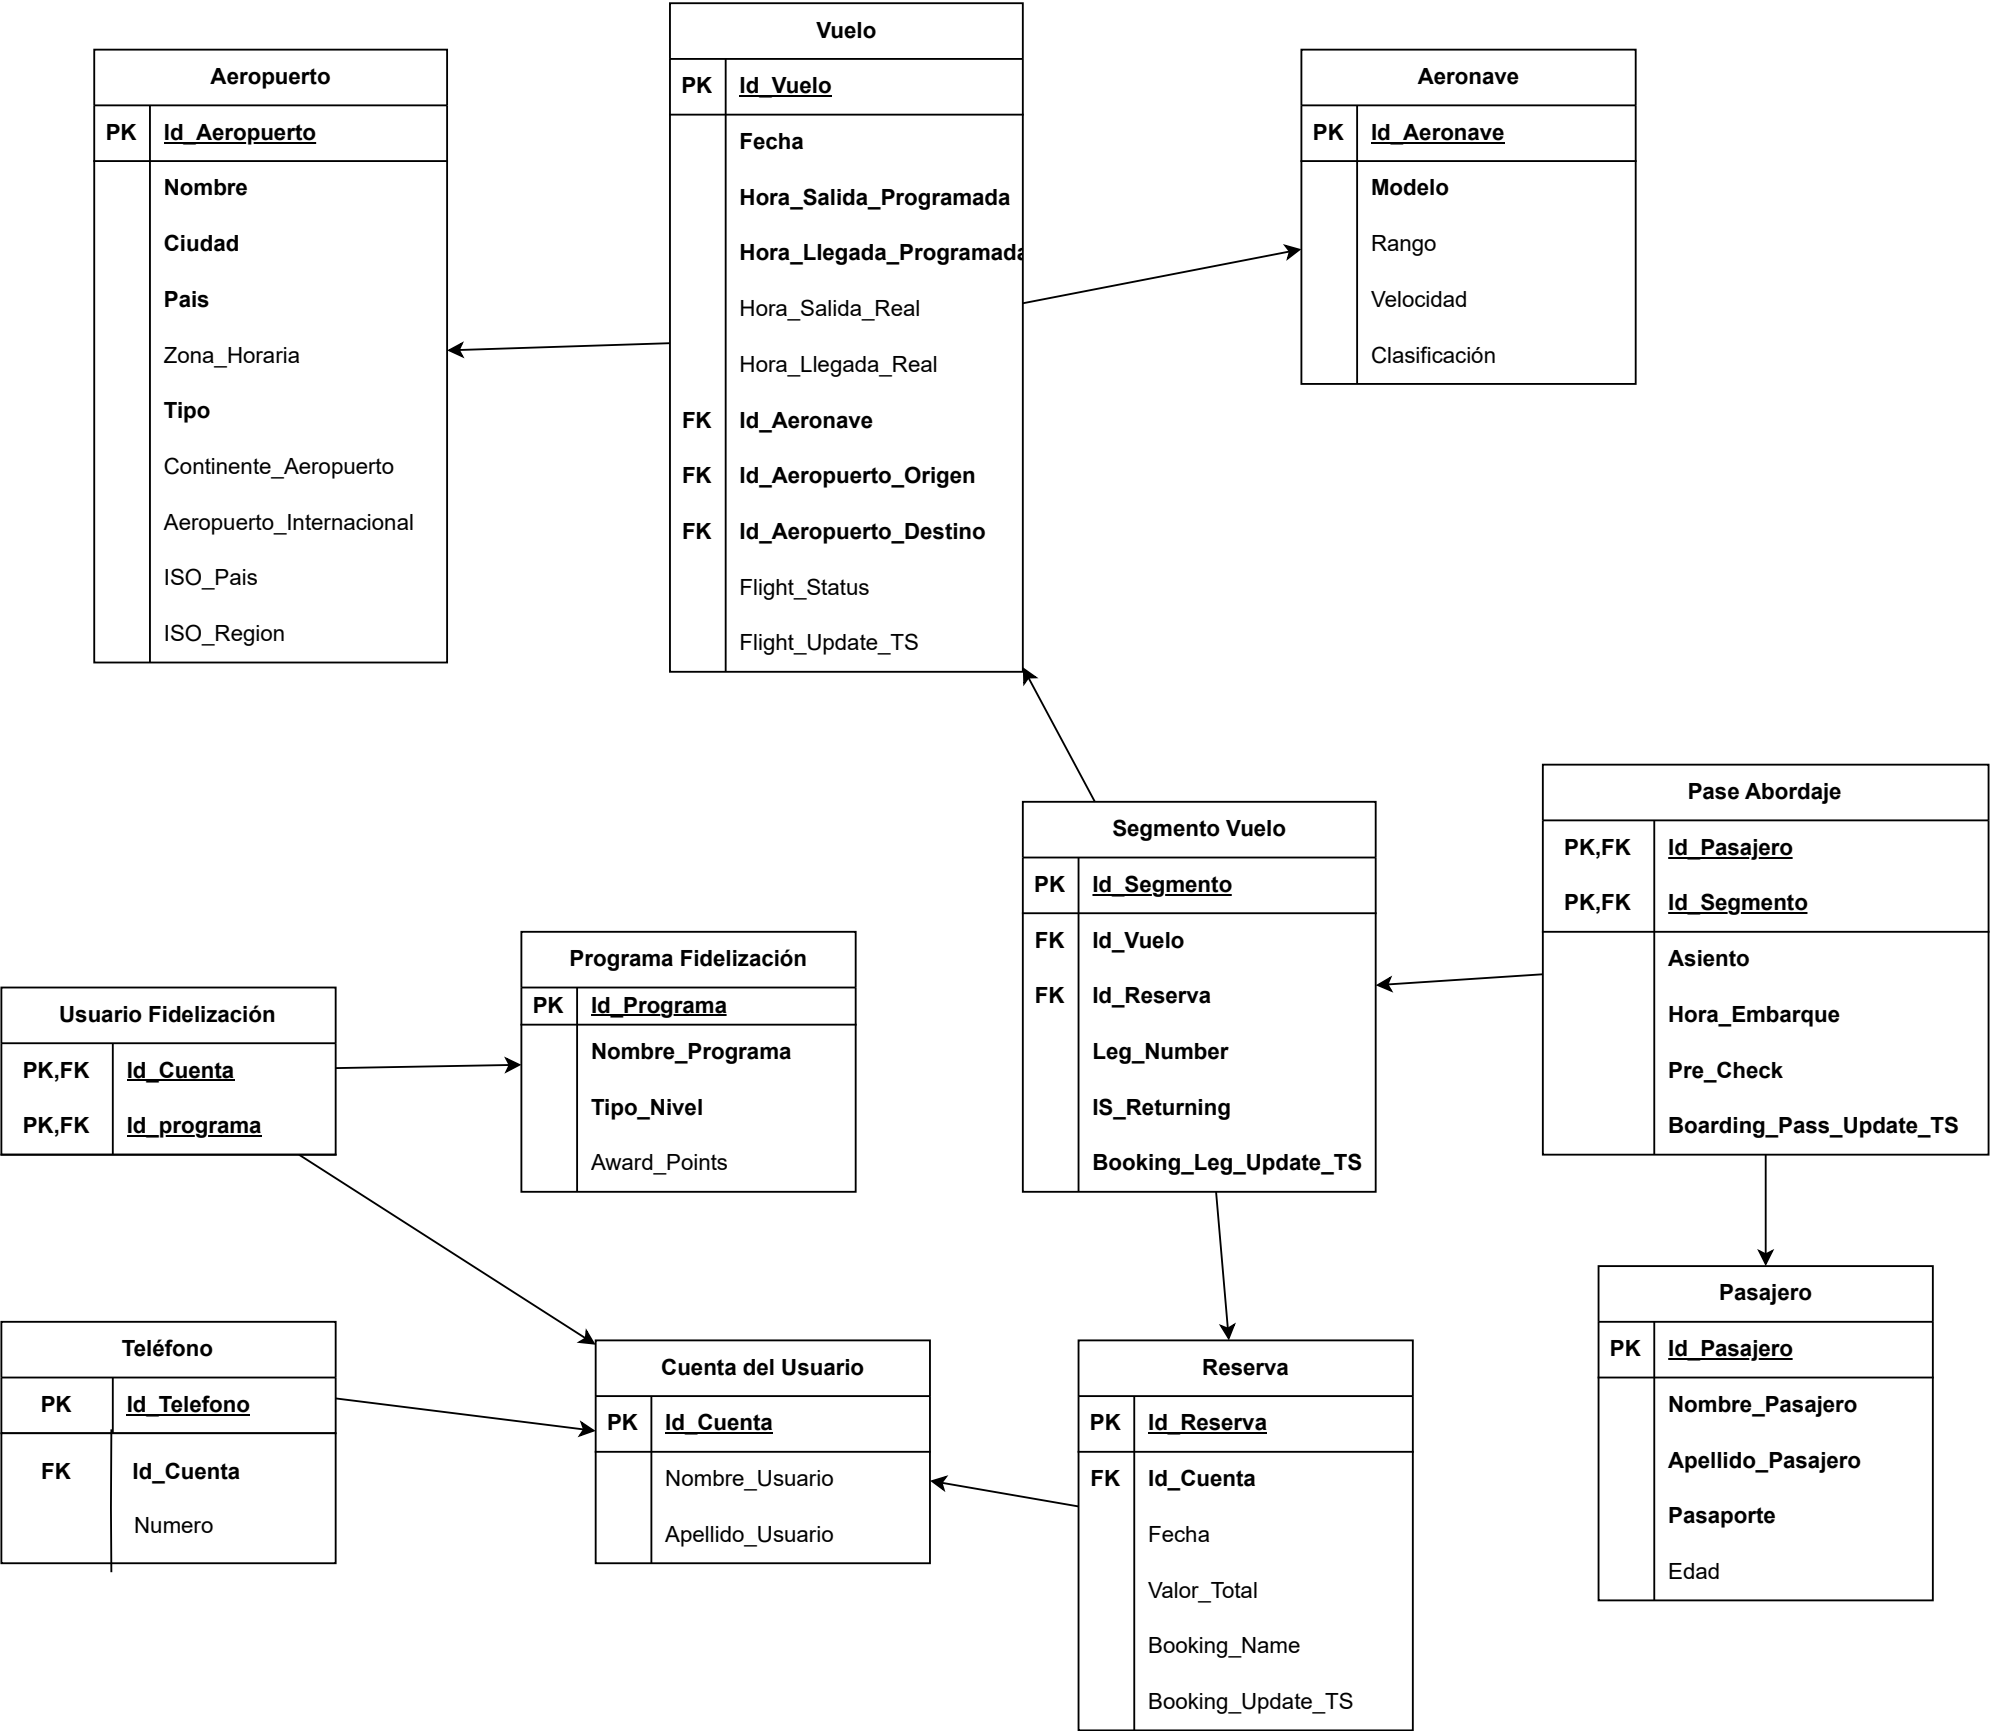 Aeropuerto
PK Id_Aeropuerto
Nombre
Ciudad
Pais
Zona_Horaria
Tipo
Continente_Aeropuerto
Aeropuerto_Internacional
ISO_Pais
ISO_Region
Vuelo
PK Id_Vuelo
Fecha
Hora_Salida_Programada
Hora_Llegada_Programada
Hora_Salida_Real
Hora_Llegada_Real
FK Id_Aeronave
FK Id_Aeropuerto_Origen
FK Id_Aeropuerto_Destino
Flight_Status
Flight_Update_TS
Aeronave
PK Id_Aeronave
Modelo
Rango
Velocidad
Clasificación
Segmento Vuelo
PK Id_Segmento
FK Id_Vuelo
FK Id_Reserva
Leg_Number
IS_Returning
Booking_Leg_Update_TS
Pase Abordaje
PK,FK Id_Pasajero
PK,FK Id_Segmento
Asiento
Hora_Embarque
Pre_Check
Boarding_Pass_Update_TS
Usuario Fidelización
PK,FK Id_Cuenta
PK,FK Id_programa
Programa Fidelización
PK Id_Programa
Nombre_Programa
Tipo_Nivel
Award_Points
Teléfono
PK Id_Telefono
FK Id_Cuenta
Numero
Cuenta del Usuario
PK Id_Cuenta
Nombre_Usuario
Apellido_Usuario
Reserva
PK Id_Reserva
FK Id_Cuenta
Fecha
Valor_Total
Booking_Name
Booking_Update_TS
Pasajero
PK Id_Pasajero
Nombre_Pasajero
Apellido_Pasajero
Pasaporte
Edad